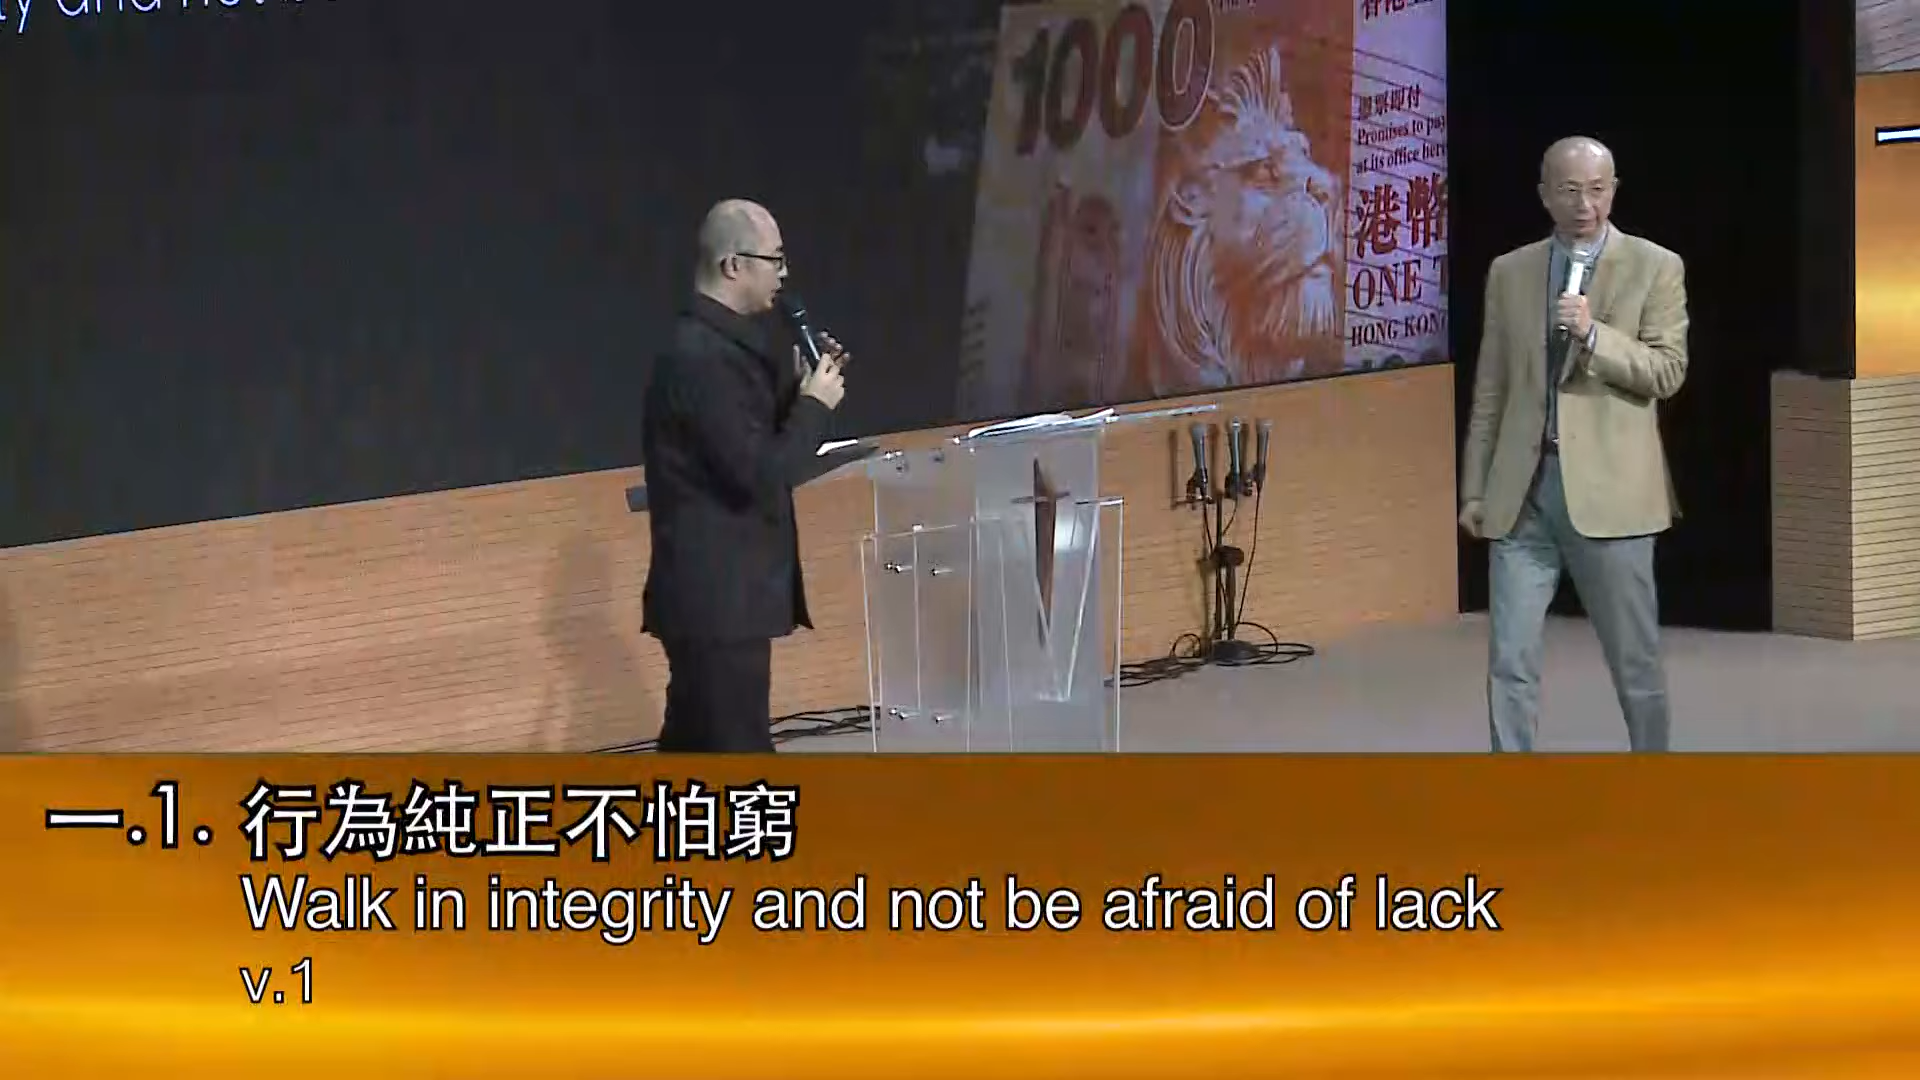 1000
港幣
Promises to pay
at its office here
ONE
HONG KONG
一.1. 行為純正不怕窮
Walk in integrity and not be afraid of lack
v.1